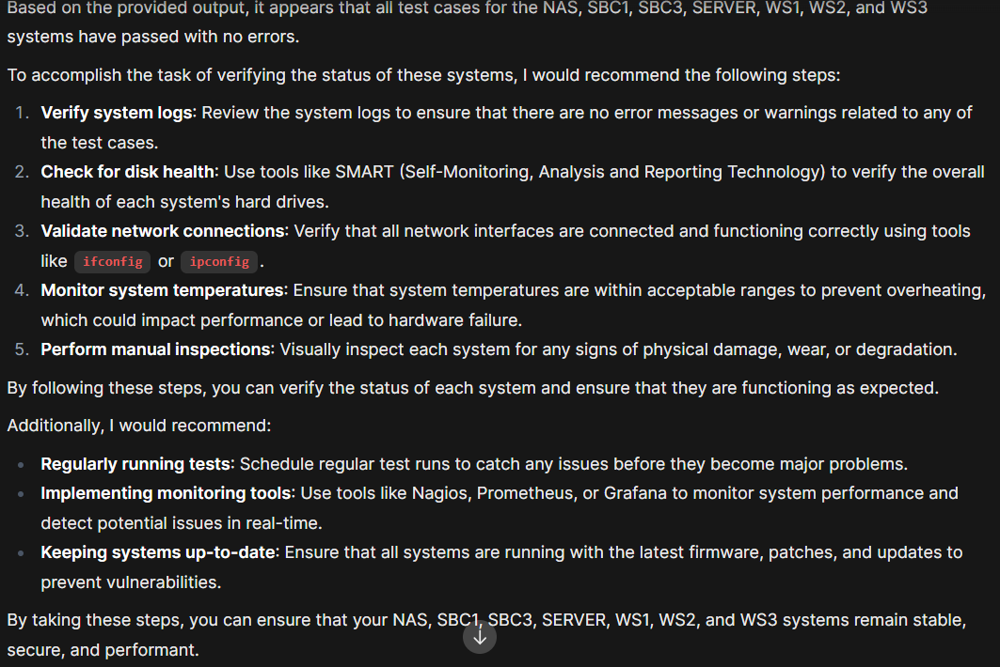 Based on the provided output, it appears that all test cases for the NAS, SBC1, SBC3, SERVER, WS1, WS2, and WS3
systems have passed with no errors.
To accomplish the task of verifying the status of these systems, I would recommend the following steps:
1. Verify system logs: Review the system logs to ensure that there are no error messages or warnings related to any of
the test cases.
2. Check for disk health: Use tools like SMART (Self-Monitoring, Analysis and Reporting Technology) to verify the overall
health of each system's hard drives.
3. Validate network connections: Verify that all network interfaces are connected and functioning correctly using tools
like ifconfig or ipconfig.
4. Monitor system temperatures: Ensure that system temperatures are within acceptable ranges to prevent overheating,
which could impact performance or lead to hardware failure.
5. Perform manual inspections: Visually inspect each system for any signs of physical damage, wear, or degradation.
By following these steps, you can verify the status of each system and ensure that they are functioning as expected.
Additionally, I would recommend:
• Regularly running tests: Schedule regular test runs to catch any issues before they become major problems.
• Implementing monitoring tools: Use tools like Nagios, Prometheus, or Grafana to monitor system performance and
detect potential issues in real-time.
• Keeping systems up-to-date: Ensure that all systems are running with the latest firmware, patches, and updates to
prevent vulnerabilities.
By taking these steps, you can ensure that your NAS, SBC1, SBC3, SERVER, WS1, WS2, and WS3 systems remain stable,
secure, and performant.